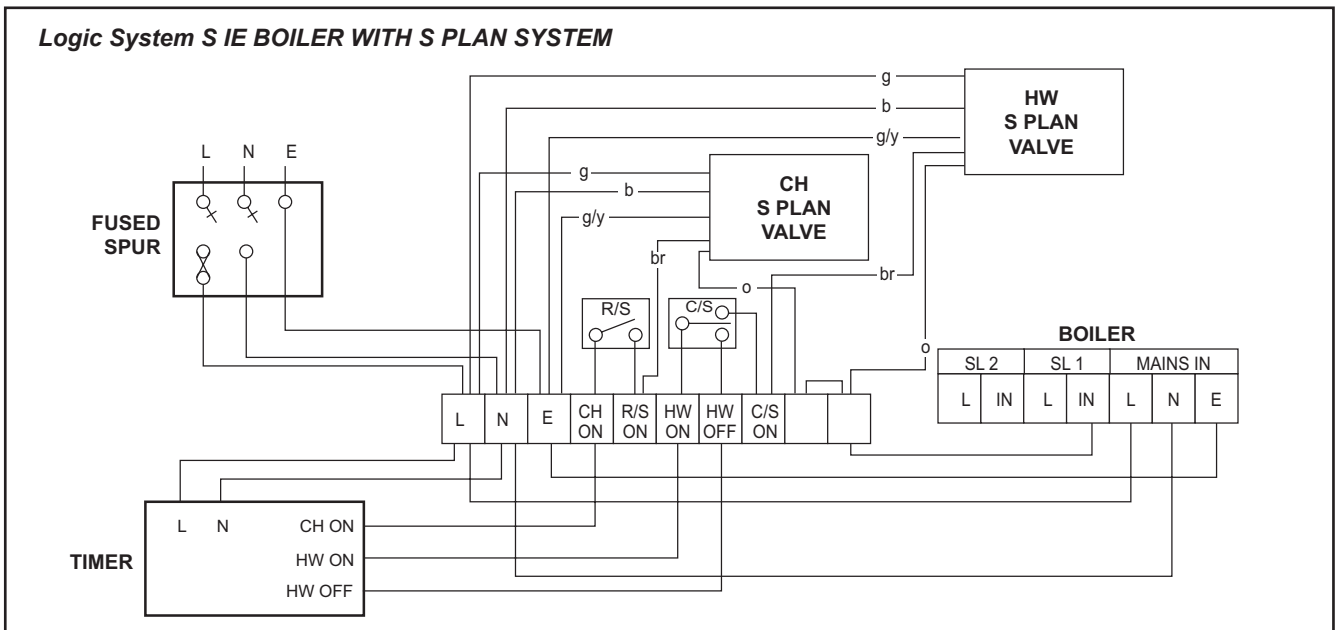 Logic System S IE BOILER WITH S PLAN SYSTEM
g
b
g/y
HW
S PLAN
VALVE
L N E
FUSED
SPUR
g
b
g/y
CH
S PLAN
VALVE
br
br
o
o
R/S
C/S
BOILER
SL 2 SL 1 MAINS IN
L IN L IN L N E
L N E CH ON R/S ON HW ON HW OFF C/S ON
TIMER
L N CH ON
HW ON
HW OFF